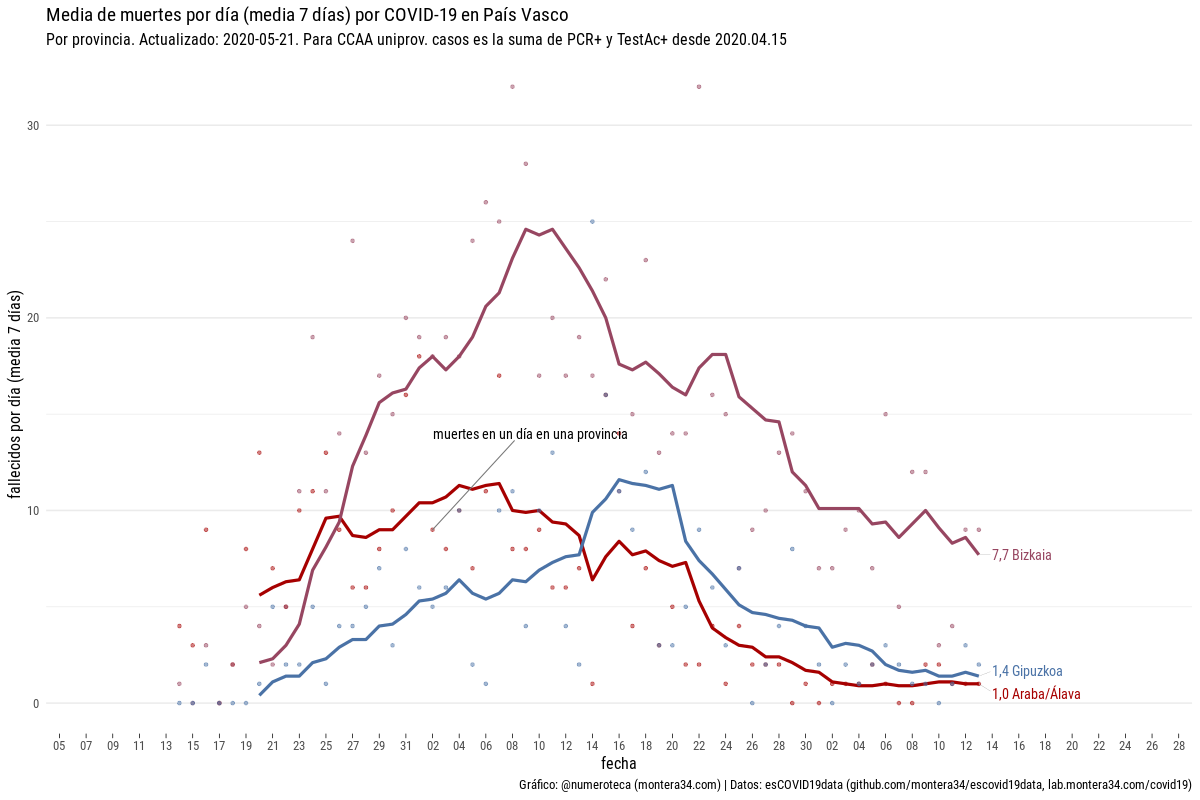 Media de muertes por día (media 7 días) por COVID-19 en País Vasco
Por provincia. Actualizado: 2020-05-21. Para CCAA uniprov. casos es la suma de PCR+ y TestAc+ desde 2020.04.15
30
20
10
0
fallecidos por día (media 7 días)
muertes en un día en una provincia
7,7 Bizkaia
1,4 Gipuzkoa
1,0 Araba/Álava
05 07 09 11 13 15 17 19 21 23 25 27 29 31 02 04 06 08 10 12 14 16 18 20 22 24 26 28 30 02 04 06 08 10 12 14 16 18 20 22 24 26 28
fecha
Gráfico: @numeroteca (montera34.com) | Datos: esCOVID19data (github.com/montera34/escovid19data, lab.montera34.com/covid19)